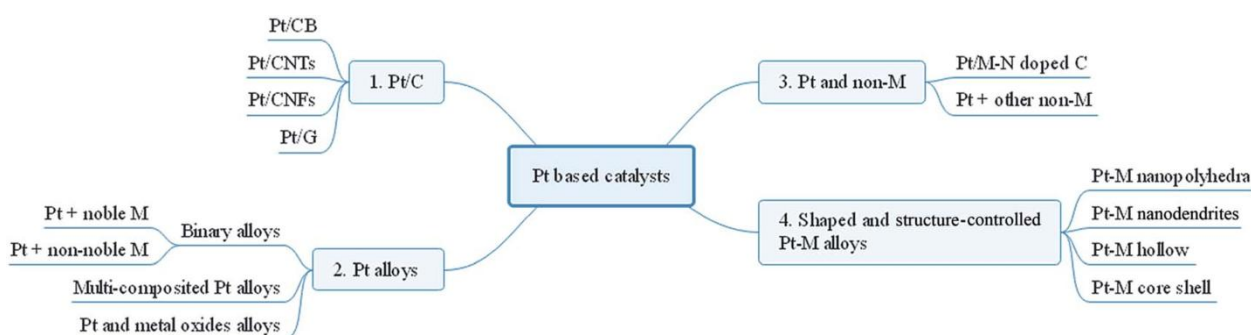 Pt/CB
Pt/CNTs
Pt/CNFs
Pt/G
1. Pt/C
Pt + noble M
Pt + non-noble M
Binary alloys
Multi-composited Pt alloys
Pt and metal oxides alloys
2. Pt alloys
Pt based catalysts
3. Pt and non-M
Pt/M-N doped C
Pt + other non-M
4. Shaped and structure-controlled
Pt-M alloys
Pt-M nanopolyhedra
Pt-M nanodendrites
Pt-M hollow
Pt-M core shell